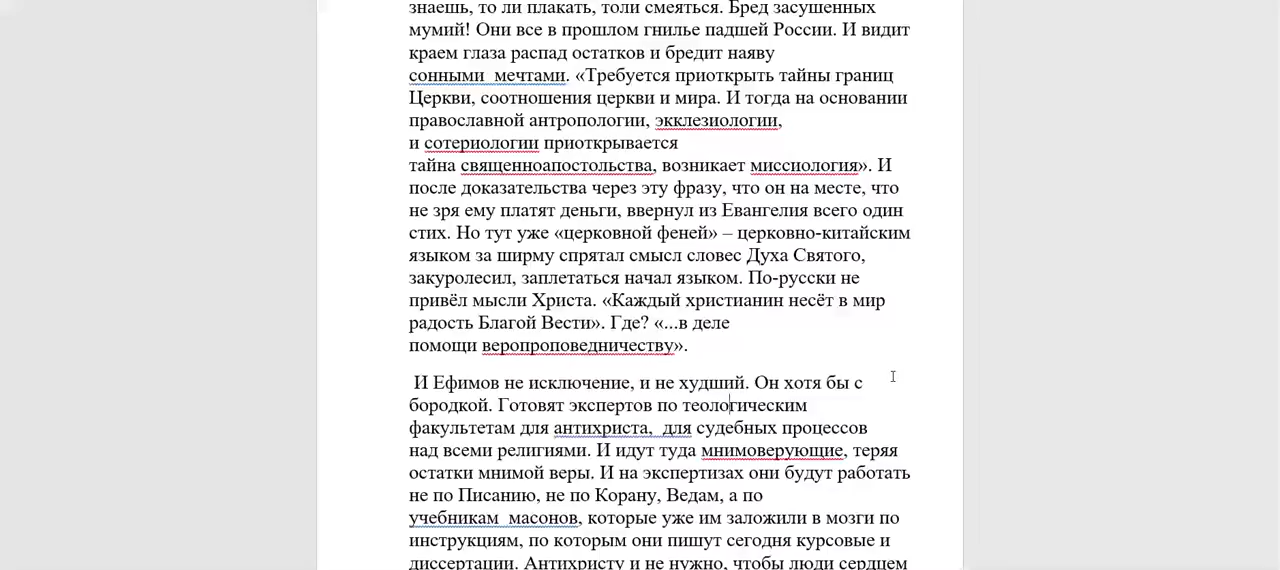 знаешь, то ли плакать, толи смеяться. Бред засушенных
мумий! Они все в прошлом гнилье падшей России. И видит
краем глаза распад остатков и бредит наяву
сонными  мечтами. «Требуется приоткрыть тайны границ
Церкви, соотношения церкви и мира. И тогда на основании
православной антропологии, экклезиологии,
и сотериологии приоткрывается
тайна священноапостольства, возникает миссиология». И
после доказательства через эту фразу, что он на месте, что
не зря ему платят деньги, ввернул из Евангелия всего один
стих. Но тут уже «церковной феней» – церковно-китайским
языком за ширму спрятал смысл словес Духа Святого,
закуролесил, заплетаться начал языком. По-русски не
привёл мысли Христа. «Каждый христианин несёт в мир
радость Благой Вести». Где? «...в деле
помощи веропроповедничеству».
И Ефимов не исключение, и не худший. Он хотя бы с
бородкой. Готовят экспертов по теологическим
факультетам для антихриста,  для судебных процессов
над всеми религиями. И идут туда мнимоверующие, теряя
остатки мнимой веры. И на экспертизах они будут работать
не по Писанию, не по Корану, Ведам, а по
учебникам  масонов, которые уже им заложили в мозги по
инструкциям, по которым они пишут сегодня курсовые и
диссертации. Антихристу и не нужно, чтобы люди сердцем